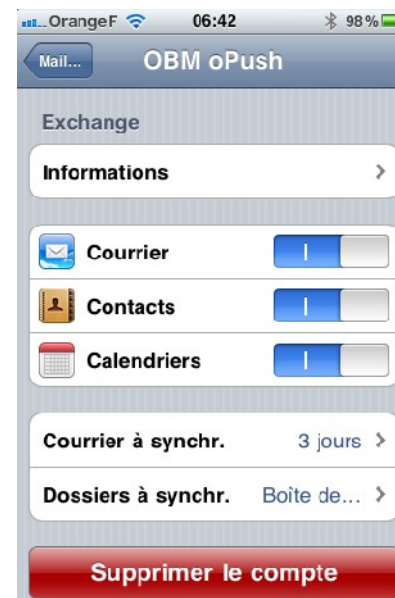 OrangeF 06:42 98 %
Mail... OBM oPush
Exchange
Informations
Courrier
Contacts
Calendriers
Courrier à synchr. 3 jours
Dossiers à synchr. Boîte de...
Supprimer le compte